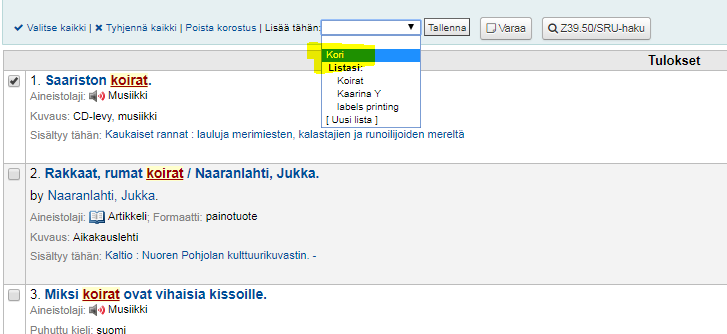 Valitse kaikki | Tyhjennä kaikki | Poista korostus | Lisää tähän: Tallenna Varaa Z39.50/SRU-haku
Kori
Listasi:
Koirat
Kaarina Y
labels printing
[ Uusi lista ]
Tulokset
1. Saariston koirat.
Aineistolaji: Musiikki
Kuvaus: CD-levy, musiikki
Sisältyy tähän: Kaukaiset rannat : lauluja merimiesten, kalastajien ja runoilijoiden mereltä
2. Rakkaat, rumat koirat / Naaranlahti, Jukka.
by Naaranlahti, Jukka.
Aineistolaji: Artikkeli; Formaatti: painotuote
Kuvaus: Aikakauslehti
Sisältyy tähän: Kaltio : Nuoren Pohjolan kulttuurikuvastin. -
3. Miksi koirat ovat vihaisia kissoille.
Aineistolaji: Musiikki
Puhuttu kieli: suomi